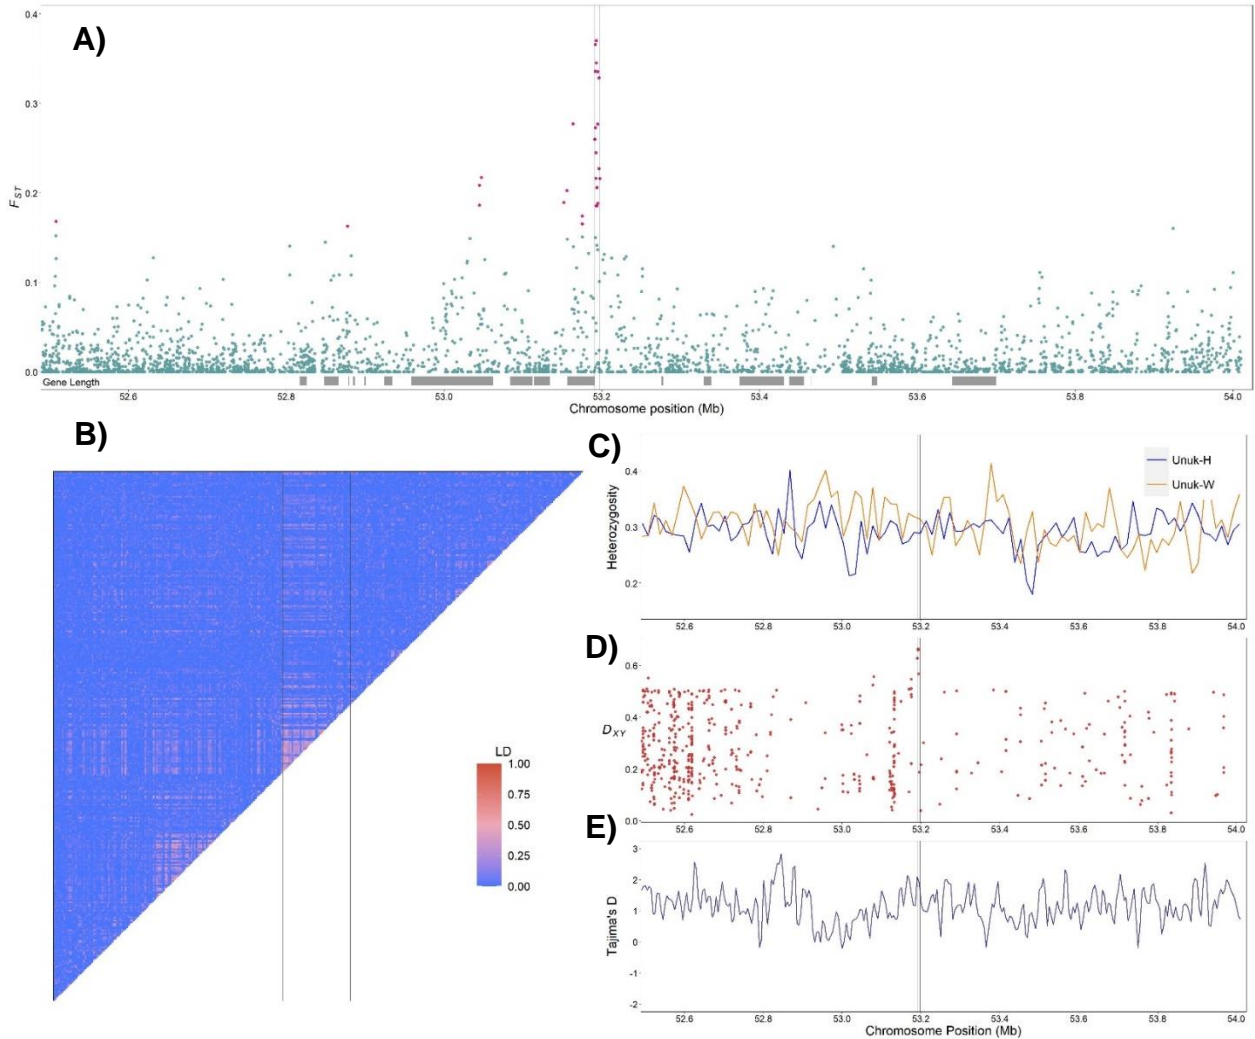 A)
0.4
0.3
0.2
0.1
0.0
FST
Gene Length
52.6 52.8 53.0 53.2 53.4 53.6 53.8 54.0
Chromosome position (Mb)
B)
LD
1.00
0.75
0.50
0.25
0.00
C)
Unuk-H
Unuk-W
0.4
0.3
0.2
Heterozygosity
52.6 52.8 53.0 53.2 53.4 53.6 53.8 54.0
D)
0.6
0.4
0.2
0.0
DXY
52.6 52.8 53.0 53.2 53.4 53.6 53.8 54.0
E)
3
2
1
0
-1
-2
Tajima's D
52.6 52.8 53.0 53.2 53.4 53.6 53.8 54.0
Chromosome Position (Mb)